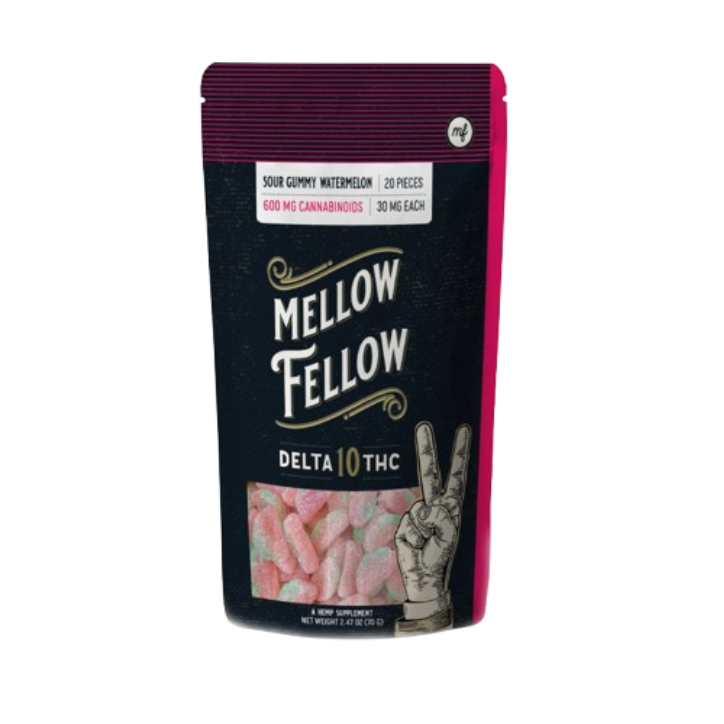 mf
SOUR GUMMY WATERMELON | 20 PIECES
600 MG CANNABINOIDS | 30 MG EACH
MELLOW
FELLOW
DELTA 10 THC
A HEMP SUPPLEMENT
NET WEIGHT 2.47 OZ (70 G)